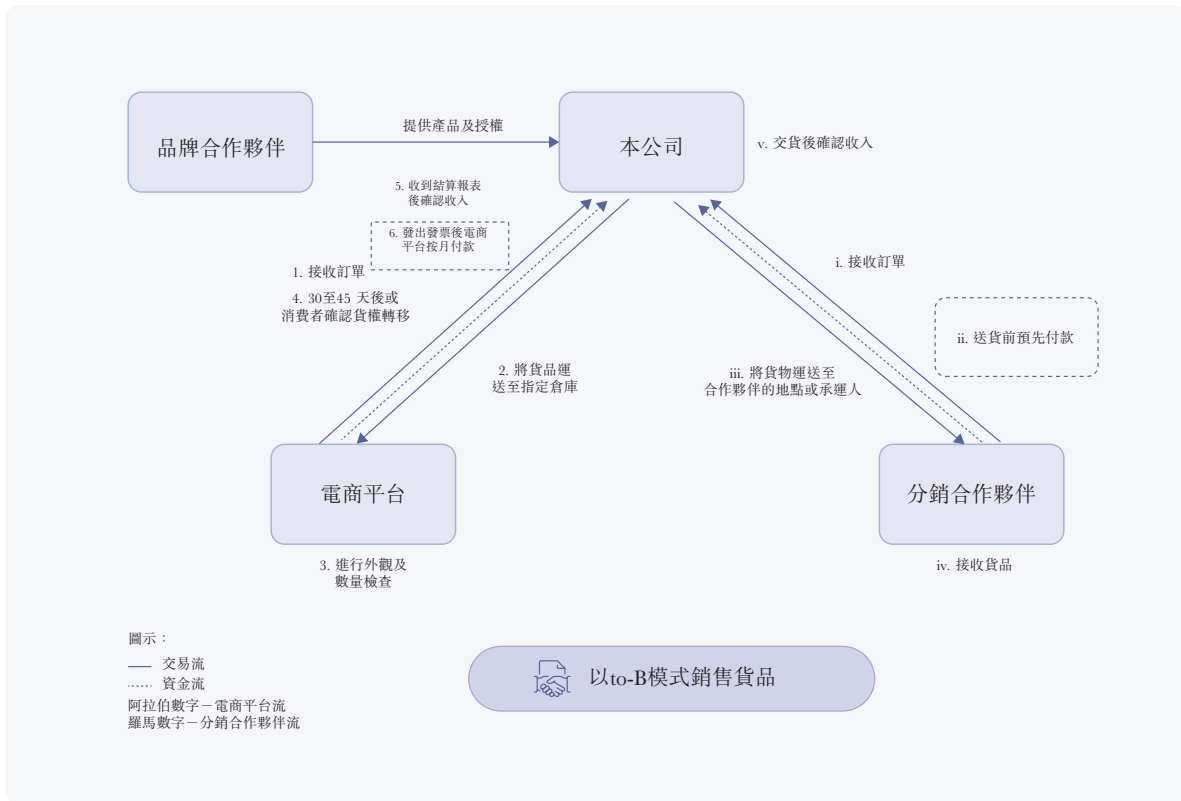 品牌合作夥伴
提供產品及授權
本公司
v. 交貨後確認收入
5. 收到結算報表
後確認收入
6. 發出發票後電商
平台按月付款
1. 接收訂單
4. 30至45 天後或
消費者確認貨權轉移
2. 將貨品運
送至指定倉庫
i. 接收訂單
ii. 送貨前預先付款
iii. 將貨物運送至
合作夥伴的地點或承運人
電商平台
3. 進行外觀及
數量檢查
分銷合作夥伴
iv. 接收貨品
圖示：
交易流
資金流
阿拉伯數字－電商平台流
羅馬數字－分銷合作夥伴流
以to-B模式銷售貨品